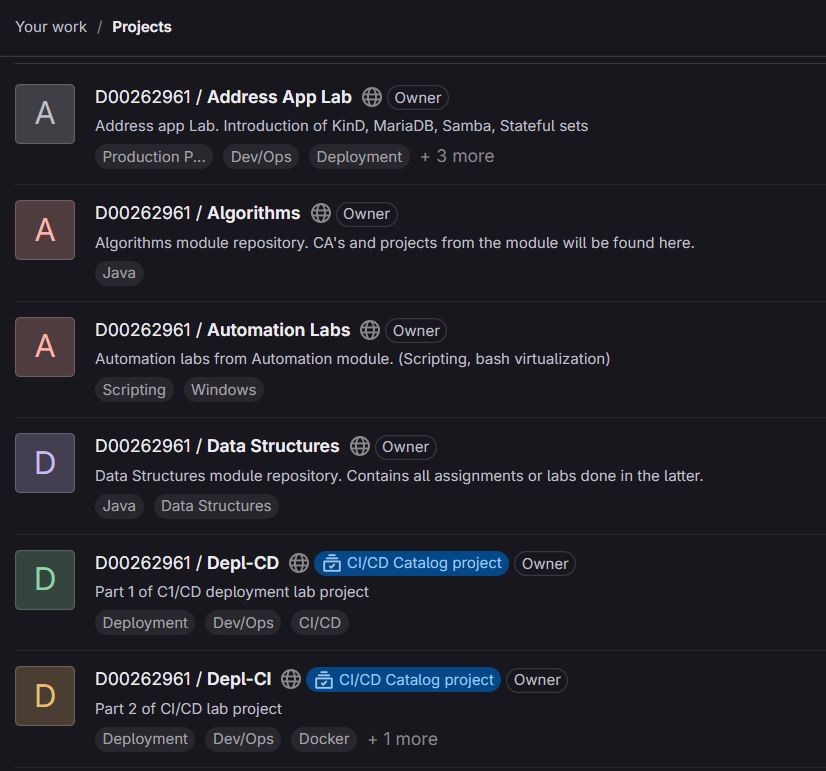 Your work / Projects
A
D00262961 / Address App Lab Owner
Address app Lab. Introduction of KinD, MariaDB, Samba, Stateful sets
Production P... Dev/Ops Deployment + 3 more
A
D00262961 / Algorithms Owner
Algorithms module repository. CA's and projects from the module will be found here.
Java
A
D00262961 / Automation Labs Owner
Automation labs from Automation module. (Scripting, bash virtualization)
Scripting Windows
D
D00262961 / Data Structures Owner
Data Structures module repository. Contains all assignments or labs done in the latter.
Java Data Structures
D
D00262961 / Depl-CD CI/CD Catalog project Owner
Part 1 of C1/CD deployment lab project
Deployment Dev/Ops CI/CD
D
D00262961 / Depl-CI CI/CD Catalog project Owner
Part 2 of CI/CD lab project
Deployment Dev/Ops Docker + 1 more